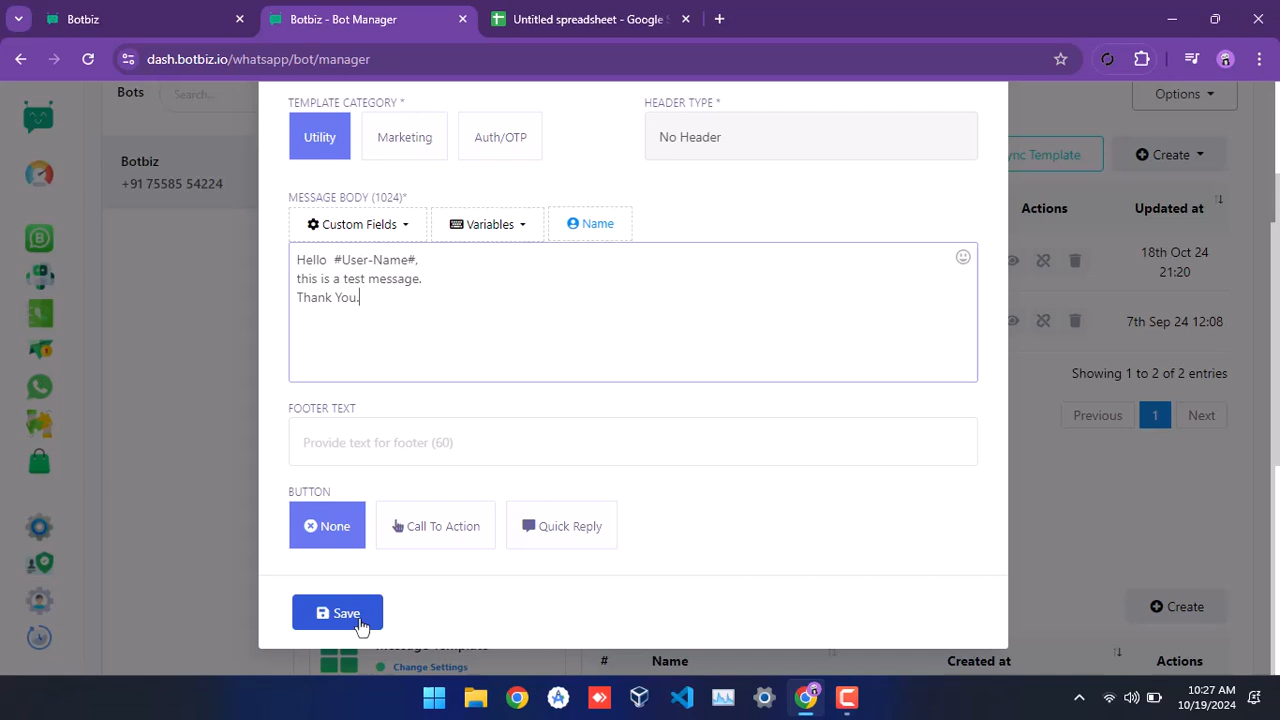 Botbiz
Botbiz - Bot Manager
Untitled spreadsheet - Google S
dash.botbiz.io/whatsapp/bot/manager
Bots
Search...
Options
TEMPLATE CATEGORY *
HEADER TYPE *
Utility
Marketing
Auth/OTP
No Header
ync Template
Create
Botbiz
+91 75585 54224
MESSAGE BODY (1024)*
Custom Fields
Variables
Name
Actions
Updated at
Hello  #User-Name#,
this is a test message.
Thank You.
18th Oct 24
21:20
7th Sep 24 12:08
Showing 1 to 2 of 2 entries
Previous
1
Next
FOOTER TEXT
Provide text for footer (60)
BUTTON
None
Call To Action
Quick Reply
Save
Create
Message Template
Change Settings
#
Name
Created at
Actions
10:27 AM
10/19/2024